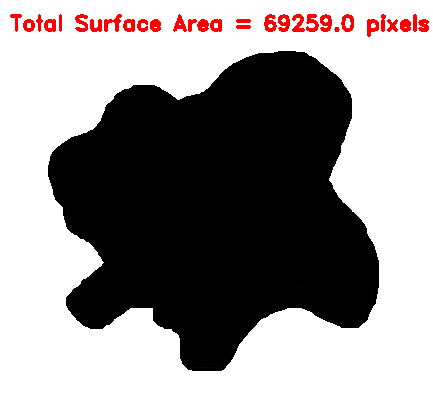 Total Surface Area = 69259.0 pixels